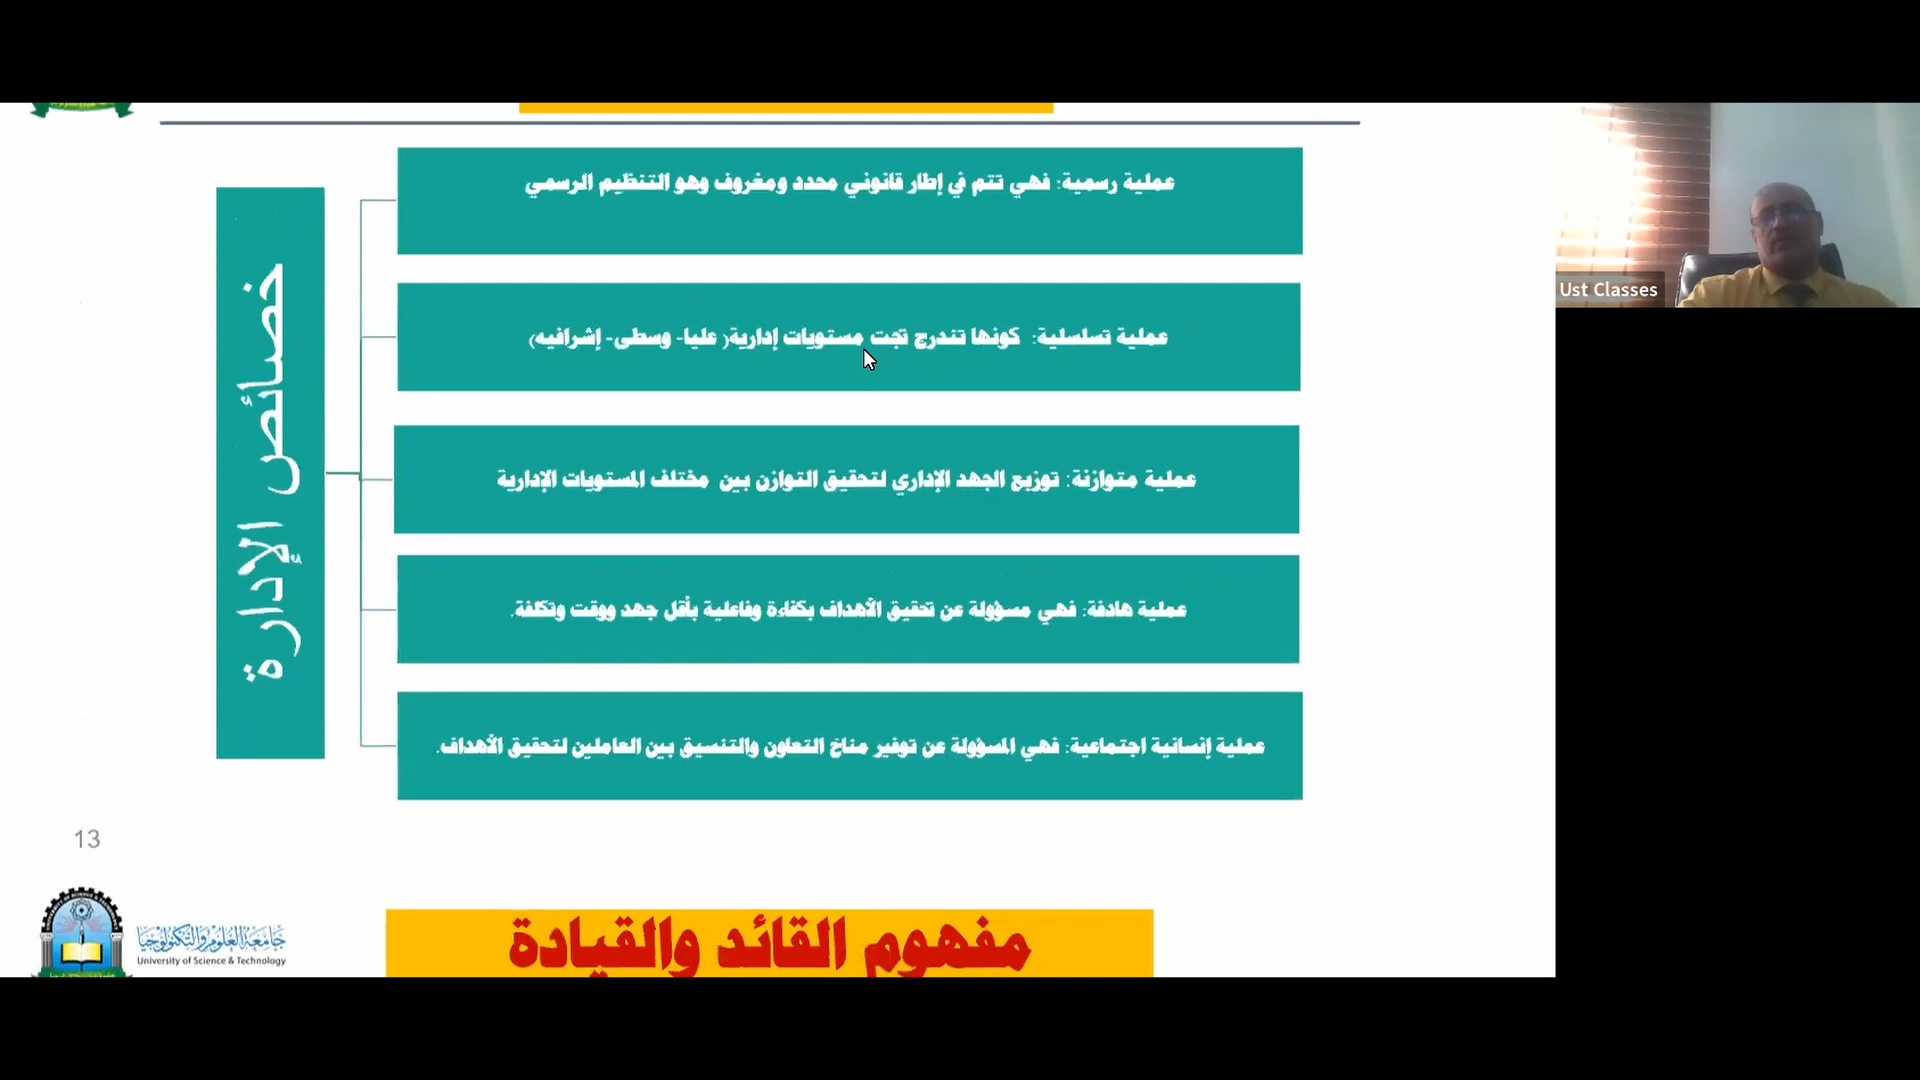 خصائص الإدارة
عملية رسمية: فهي تتم في إطار قانوني محدد ومغروف وهو التنظيم الرسمي
عملية تسلسلية: كونها تندرج تجت مستويات إدارية( عليا- وسطى- إشرافيه)
عملية متوازنة: توزيع الجهد الإداري لتحقيق التوازن بين مختلف المستويات الإدارية
عملية هادفة: فهي مسؤولة عن تحقيق الأهداف بكفاءة وفاعلية بأقل جهد ووقت وتكلفة.
عملية إنسانية اجتماعية: فهي المسؤولة عن توفير مناخ التعاون والتنسيق بين العاملين لتحقيق الأهداف.
13
جامعة العلوم والتكنولوجيا
University of Science & Technology
مفهوم القائد والقيادة
Ust Classes